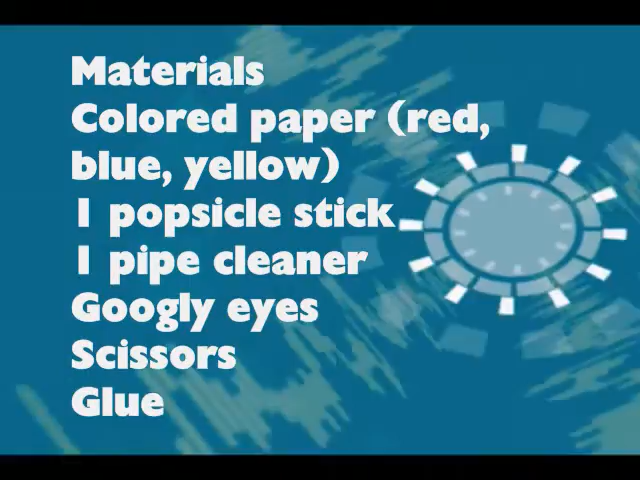 Materials
Colored paper (red,
blue, yellow)
1 popsicle stick
1 pipe cleaner
Googly eyes
Scissors
Glue